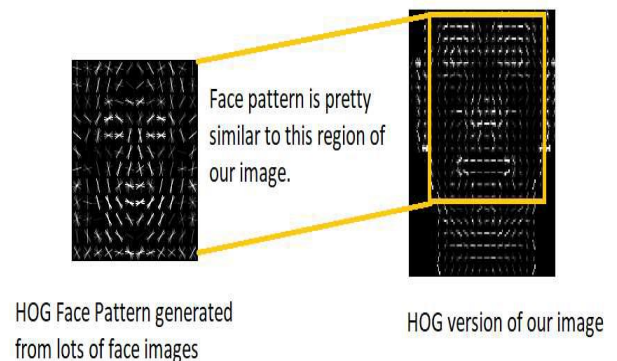 Face pattern is pretty
similar to this region of
our image.
HOG Face Pattern generated
from lots of face images
HOG version of our image